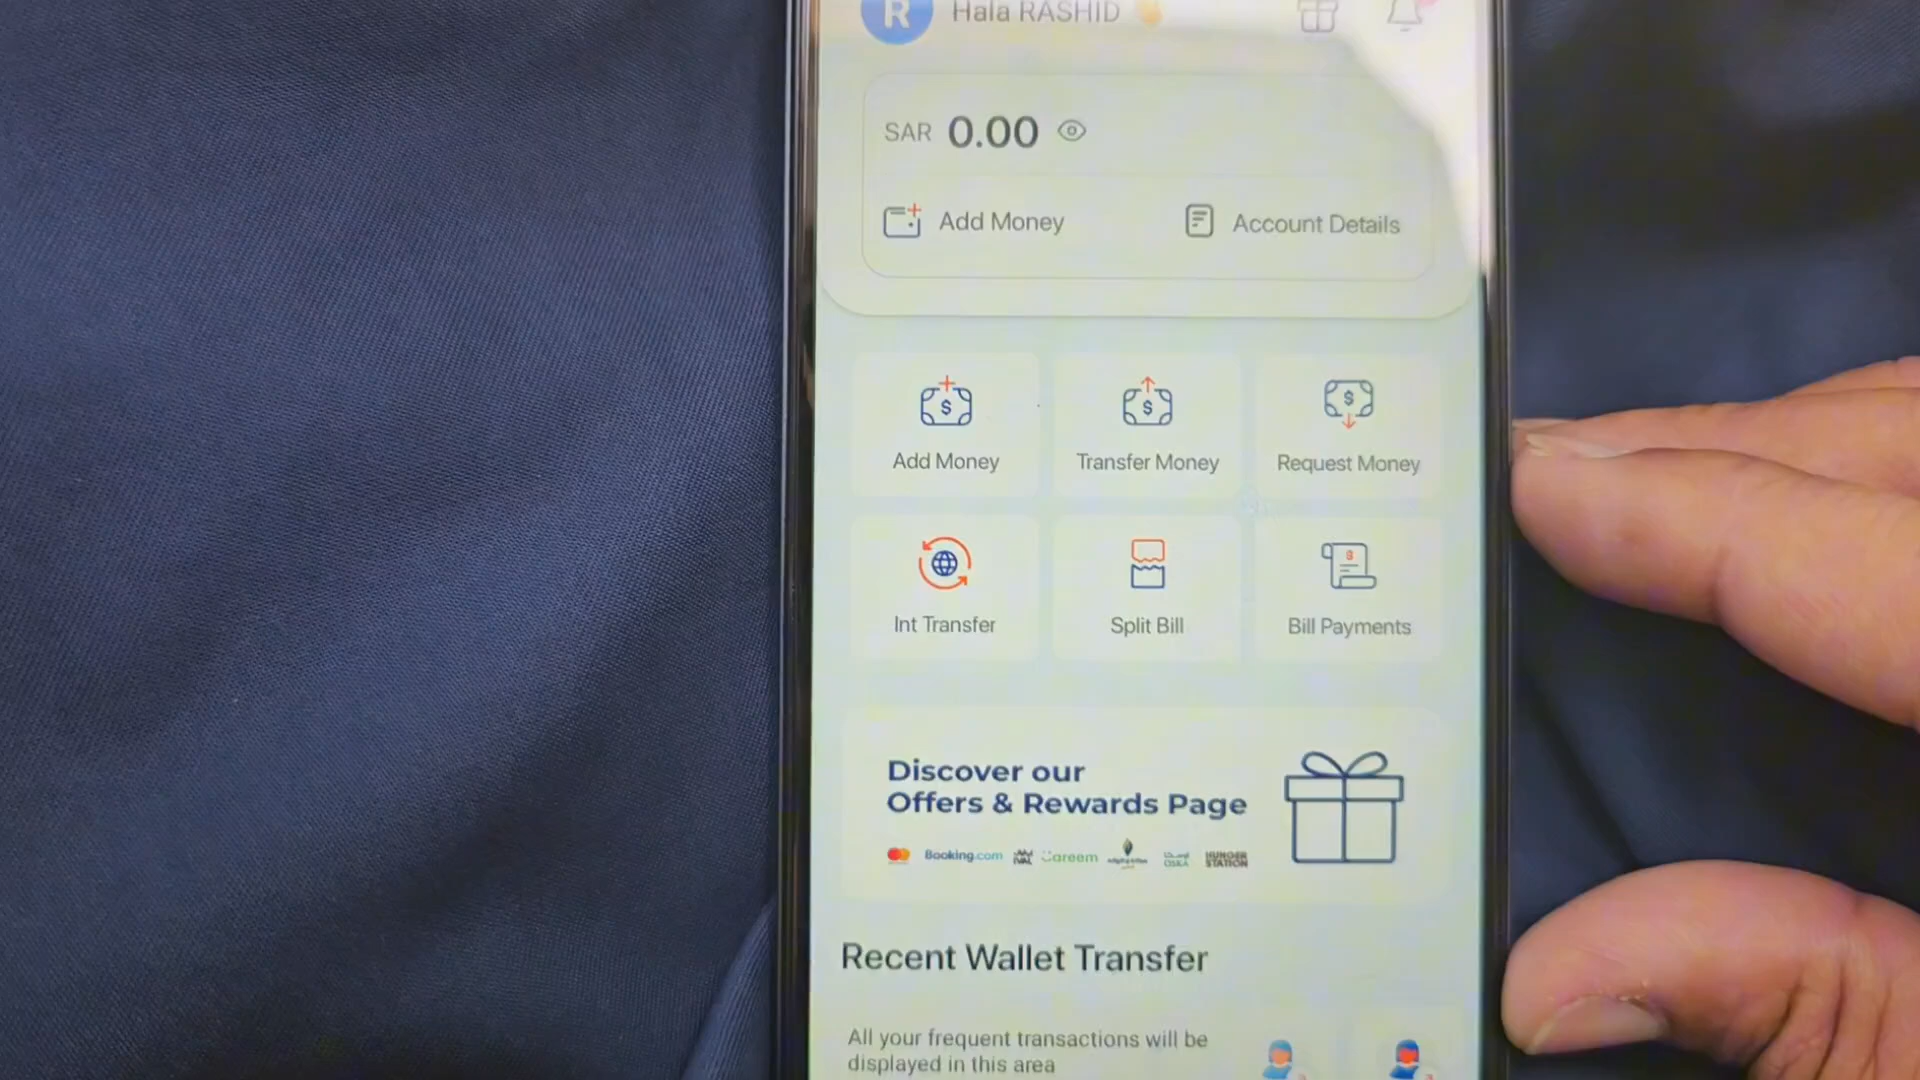 R Hala RASHID
SAR 0.00
Add Money Account Details
Add Money Transfer Money Request Money
Int Transfer Split Bill Bill Payments
Discover our
Offers & Rewards Page
Booking.com Careem HUNGER
STATION
Recent Wallet Transfer
All your frequent transactions will be
displayed in this area